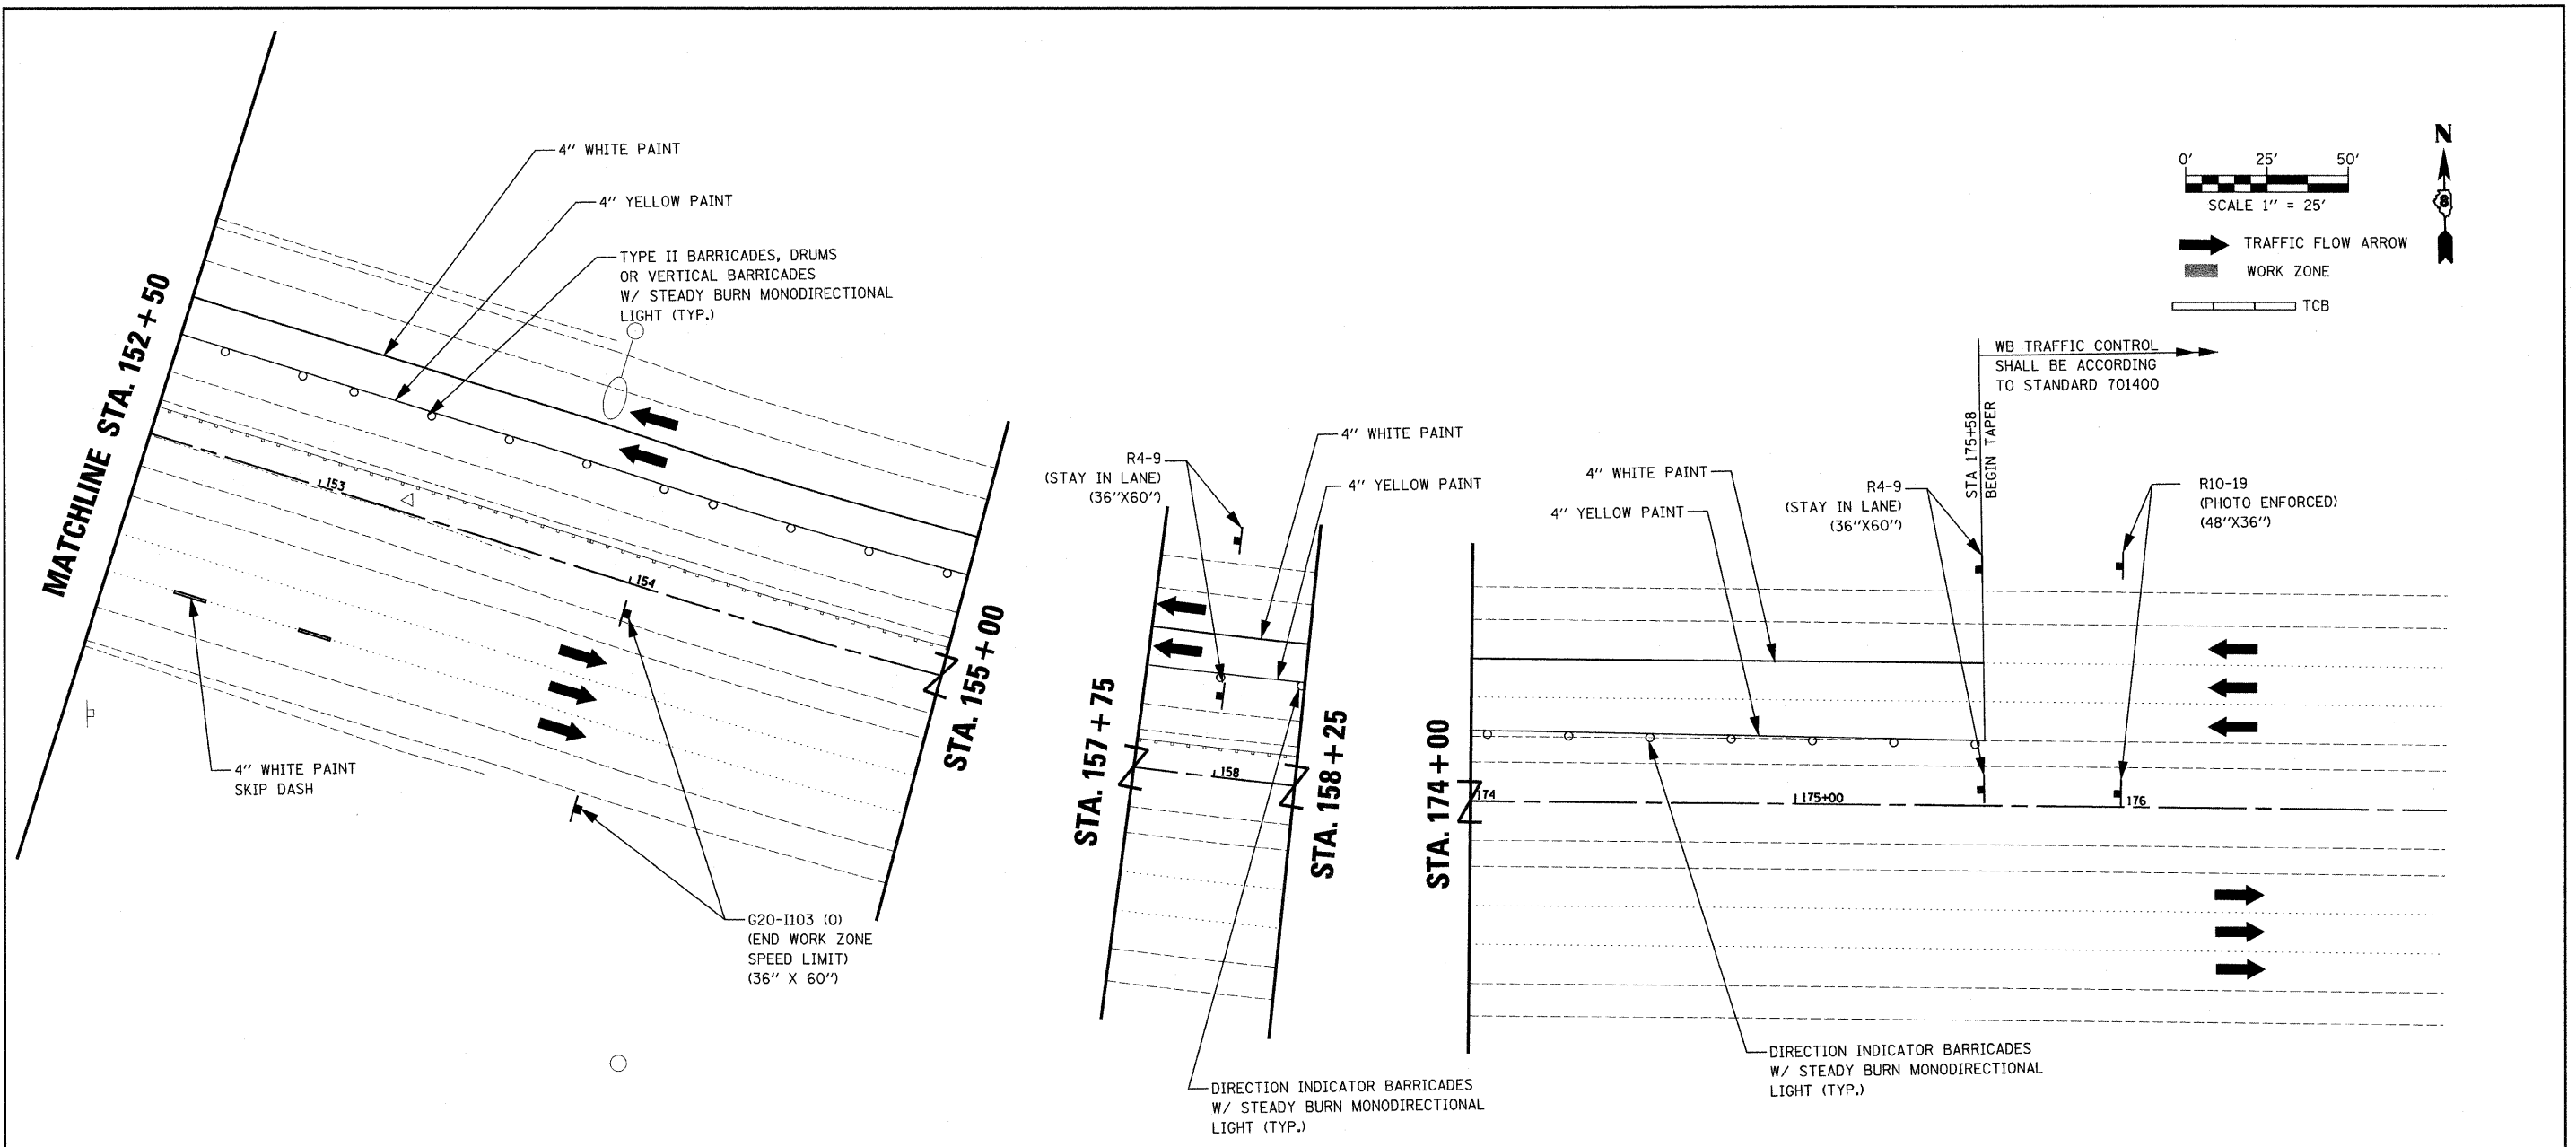 MATCHLINE STA. 152+50
4" WHITE PAINT
4" YELLOW PAINT
TYPE II BARRICADES, DRUMS
OR VERTICAL BARRICADES
W/ STEADY BURN MONODIRECTIONAL
LIGHT (TYP.)
153
154
4" WHITE PAINT
SKIP DASH
G20-I103 (O)
(END WORK ZONE
SPEED LIMIT)
(36" X 60")
STA. 155+00
STA. 157+75
R4-9
(STAY IN LANE)
(36"X60")
4" WHITE PAINT
4" YELLOW PAINT
158
STA. 158+25
DIRECTION INDICATOR BARRICADES
W/ STEADY BURN MONODIRECTIONAL
LIGHT (TYP.)
STA. 174+00
4" WHITE PAINT
4" YELLOW PAINT
R4-9
(STAY IN LANE)
(36"X60")
STA 175+58
BEGIN TAPER
WB TRAFFIC CONTROL
SHALL BE ACCORDING
TO STANDARD 701400
R10-19
(PHOTO ENFORCED)
(48"X36")
174
175+00
176
DIRECTION INDICATOR BARRICADES
W/ STEADY BURN MONODIRECTIONAL
LIGHT (TYP.)
0' 25' 50'
SCALE 1" = 25'
TRAFFIC FLOW ARROW
WORK ZONE
TCB
N
8